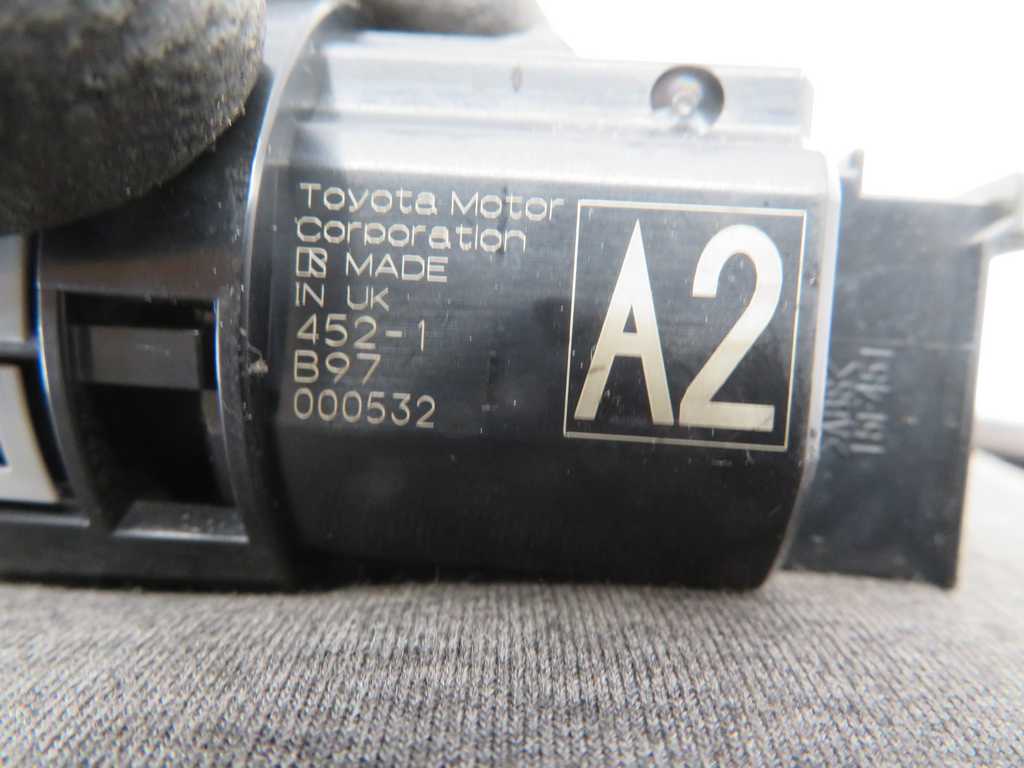 Toyota Motor
Corporation
MADE
IN UK
452-1
B97
000532
A2